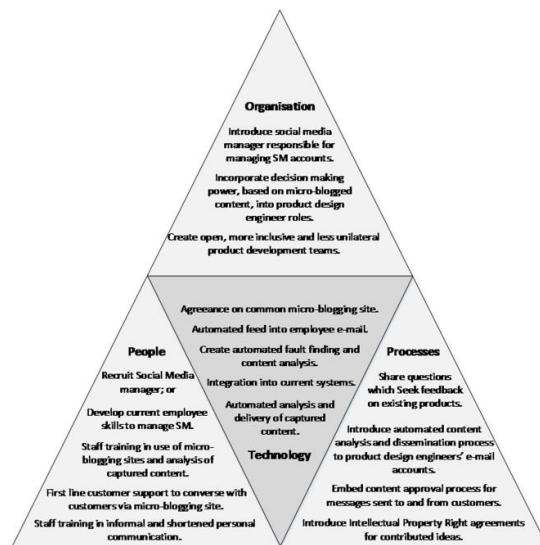 Organisation
Introduce social media
manager responsible for
managing SM accounts.
Incorporate decision making
power, based on micro-blogged
content, into product design
engineer roles.
Create open, more inclusive and less unilateral
product development teams.
Agreeance on common micro-blogging site.
Automated feed into employee e-mail.
Create automated fault finding and
content analysis.
Integration into current systems.
Automated analysis and
delivery of captured
content.
Technology
People
Recruit Social Media
manager; or
Develop current employee
skills to manage SM.
Staff training in use of micro-
blogging sites and analysis of
captured content.
First line customer support to converse with
customers via micro-blogging site.
Staff training in informal and shortened personal
communication.
Processes
Share questions
which Seek feedback
on existing products.
Introduce automated content
analysis and dissemination process
to product design engineers' e-mail
accounts.
Embed content approval process for
messages sent to and from customers.
Introduce Intellectual Property Right agreements
for contributed ideas.